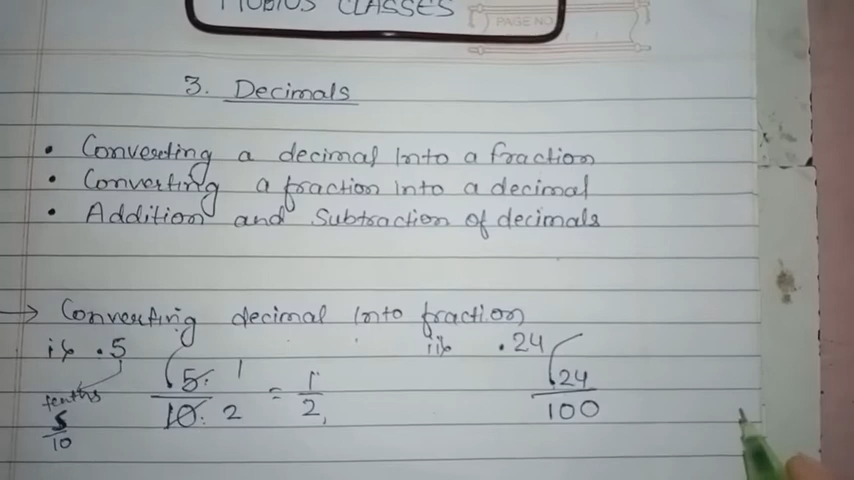 MOBIUS CLASSES
PAGE NO
3. Decimals
• Converting a decimal into a fraction
• Converting a fraction into a decimal
• Addition and Subtraction of decimals
→ Converting decimal into fraction
i) .5 5/10 1 2 = 1/2
tenths
5/10
ii) .24 24/100